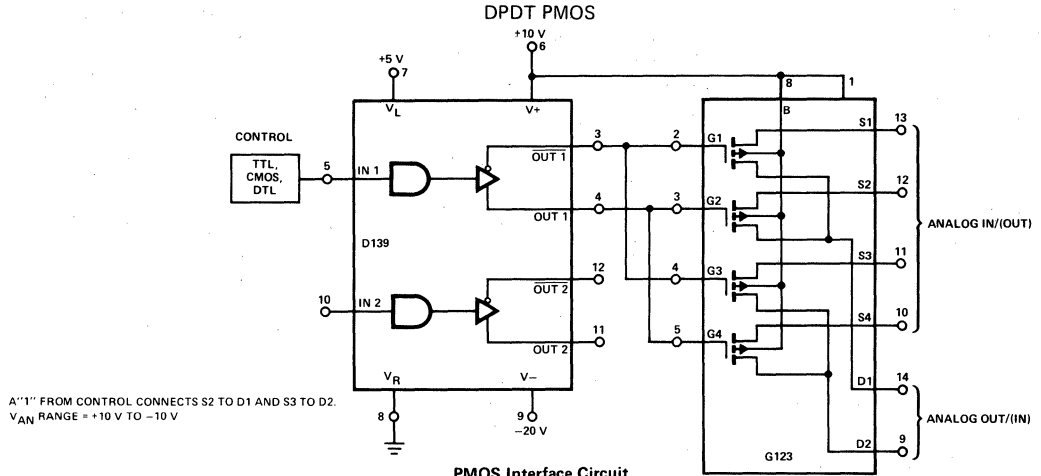 DPDT PMOS
+10 V
6
+5 V
7
8
1
VL
V+
B
S1
13
CONTROL
TTL,
CMOS,
DTL
5
IN 1
3
2
G1
OUT 1
S2
12
4
3
G2
OUT 1
ANALOG IN/(OUT)
D139
S3
11
12
4
G3
OUT 2
10
IN 2
S4
10
11
5
G4
OUT 2
VR
V−
D1
14
A"1" FROM CONTROL CONNECTS S2 TO D1 AND S3 TO D2.
VAN RANGE = +10 V TO −10 V
8
9
−20 V
ANALOG OUT/(IN)
D2
9
G123
PMOS Interface Circuit